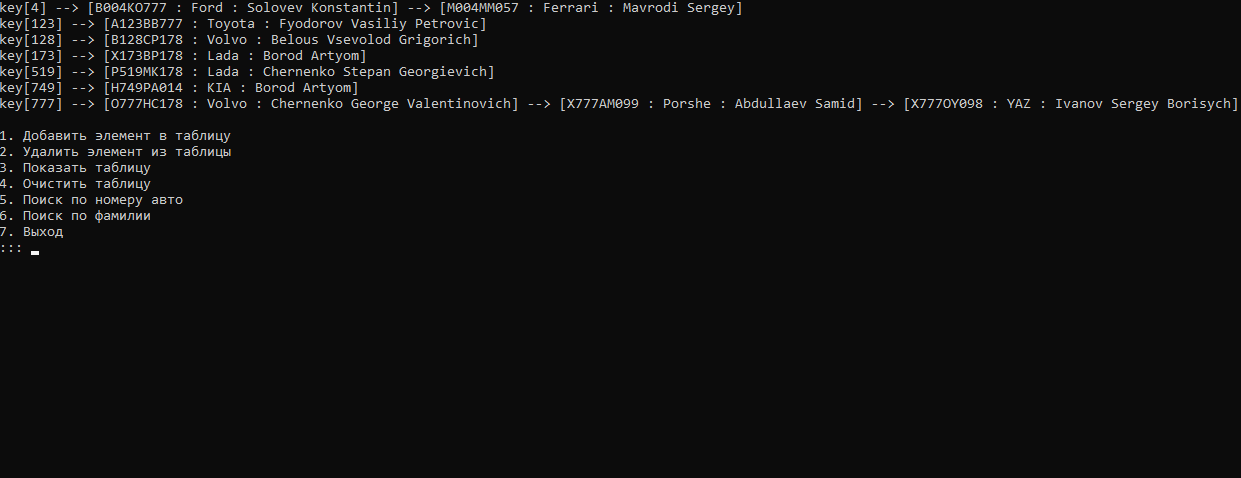 key[4] --> [B004KO777 : Ford : Solovev Konstantin] --> [M004MM057 : Ferrari : Mavrodi Sergey]
key[123] --> [A123BB777 : Toyota : Fyodorov Vasiliy Petrovic]
key[128] --> [B128CP178 : Volvo : Belous Vsevolod Grigorich]
key[173] --> [X173BP178 : Lada : Borod Artyom]
key[519] --> [P519MK178 : Lada : Chernenko Stepan Georgievich]
key[749] --> [H749PA014 : KIA : Borod Artyom]
key[777] --> [O777HC178 : Volvo : Chernenko George Valentinovich] --> [X777AM099 : Porshe : Abdullaev Samid] --> [X777OY098 : YAZ : Ivanov Sergey Borisych]
1. Добавить элемент в таблицу
2. Удалить элемент из таблицы
3. Показать таблицу
4. Очистить таблицу
5. Поиск по номеру авто
6. Поиск по фамилии
7. Выход
:::